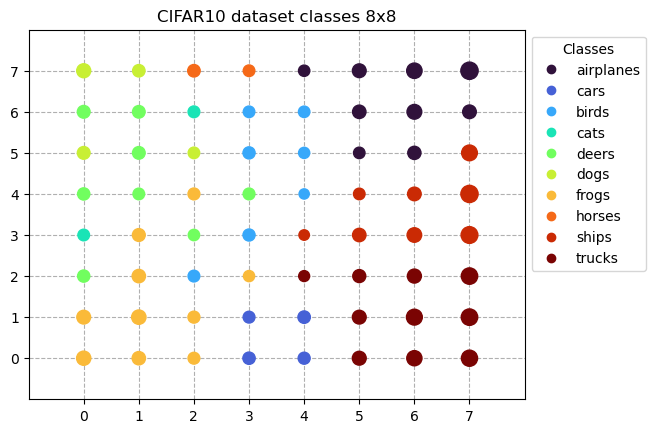 CIFAR10 dataset classes 8x8
7
6
5
4
3
2
1
0
0 1 2 3 4 5 6 7
Classes
airplanes
cars
birds
cats
deers
dogs
frogs
horses
ships
trucks